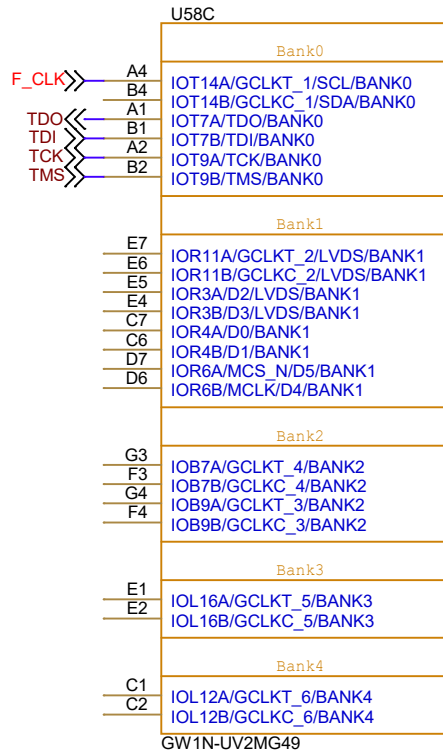 U58C
Bank0
F_CLK A4 IOT14A/GCLKT_1/SCL/BANK0
B4 IOT14B/GCLKC_1/SDA/BANK0
TDO A1 IOT7A/TDO/BANK0
TDI B1 IOT7B/TDI/BANK0
TCK A2 IOT9A/TCK/BANK0
TMS B2 IOT9B/TMS/BANK0
Bank1
E7 IOR11A/GCLKT_2/LVDS/BANK1
E6 IOR11B/GCLKC_2/LVDS/BANK1
E5 IOR3A/D2/LVDS/BANK1
E4 IOR3B/D3/LVDS/BANK1
C7 IOR4A/D0/BANK1
C6 IOR4B/D1/BANK1
D7 IOR6A/MCS_N/D5/BANK1
D6 IOR6B/MCLK/D4/BANK1
Bank2
G3 IOB7A/GCLKT_4/BANK2
F3 IOB7B/GCLKC_4/BANK2
G4 IOB9A/GCLKT_3/BANK2
F4 IOB9B/GCLKC_3/BANK2
Bank3
E1 IOL16A/GCLKT_5/BANK3
E2 IOL16B/GCLKC_5/BANK3
Bank4
C1 IOL12A/GCLKT_6/BANK4
C2 IOL12B/GCLKC_6/BANK4
GW1N-UV2MG49